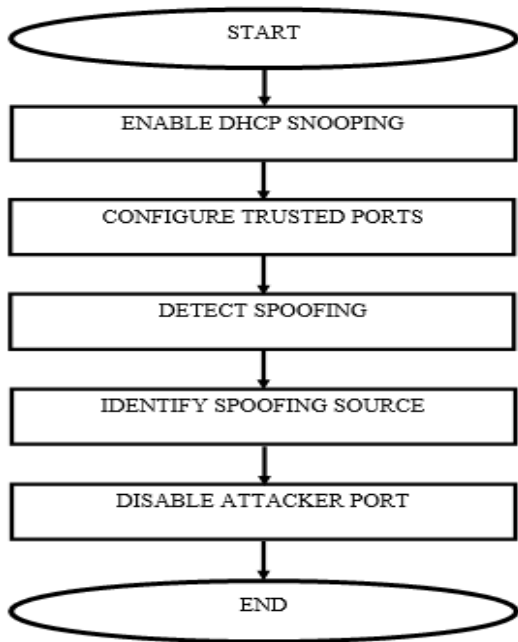 START
ENABLE DHCP SNOOPING
CONFIGURE TRUSTED PORTS
DETECT SPOOFING
IDENTIFY SPOOFING SOURCE
DISABLE ATTACKER PORT
END